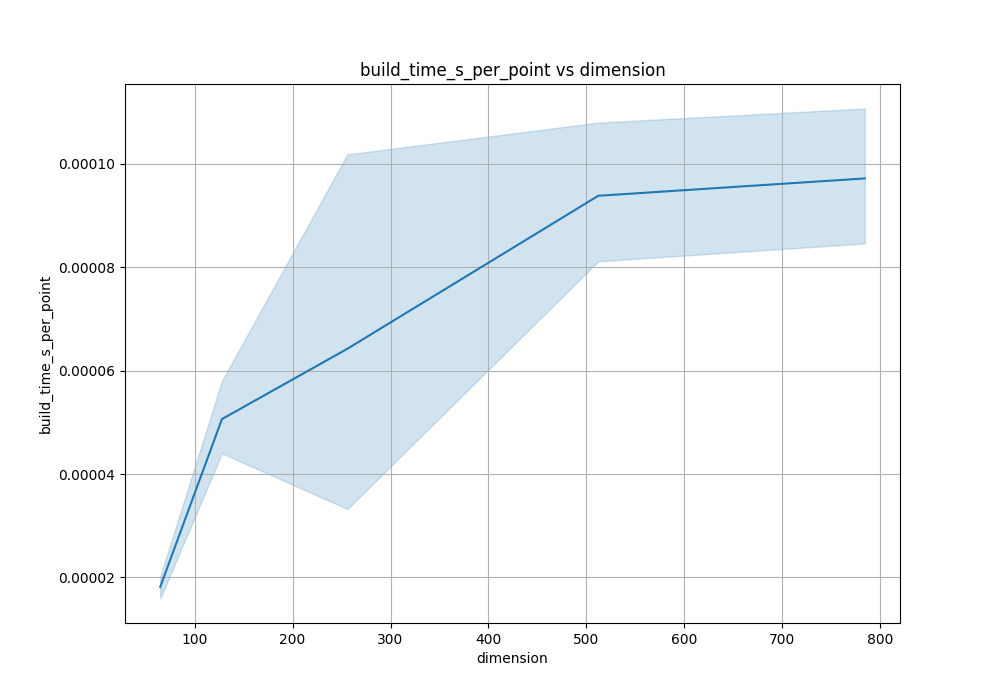 build_time_s_per_point vs dimension
build_time_s_per_point
0.00010
0.00008
0.00006
0.00004
0.00002
100 200 300 400 500 600 700 800
dimension